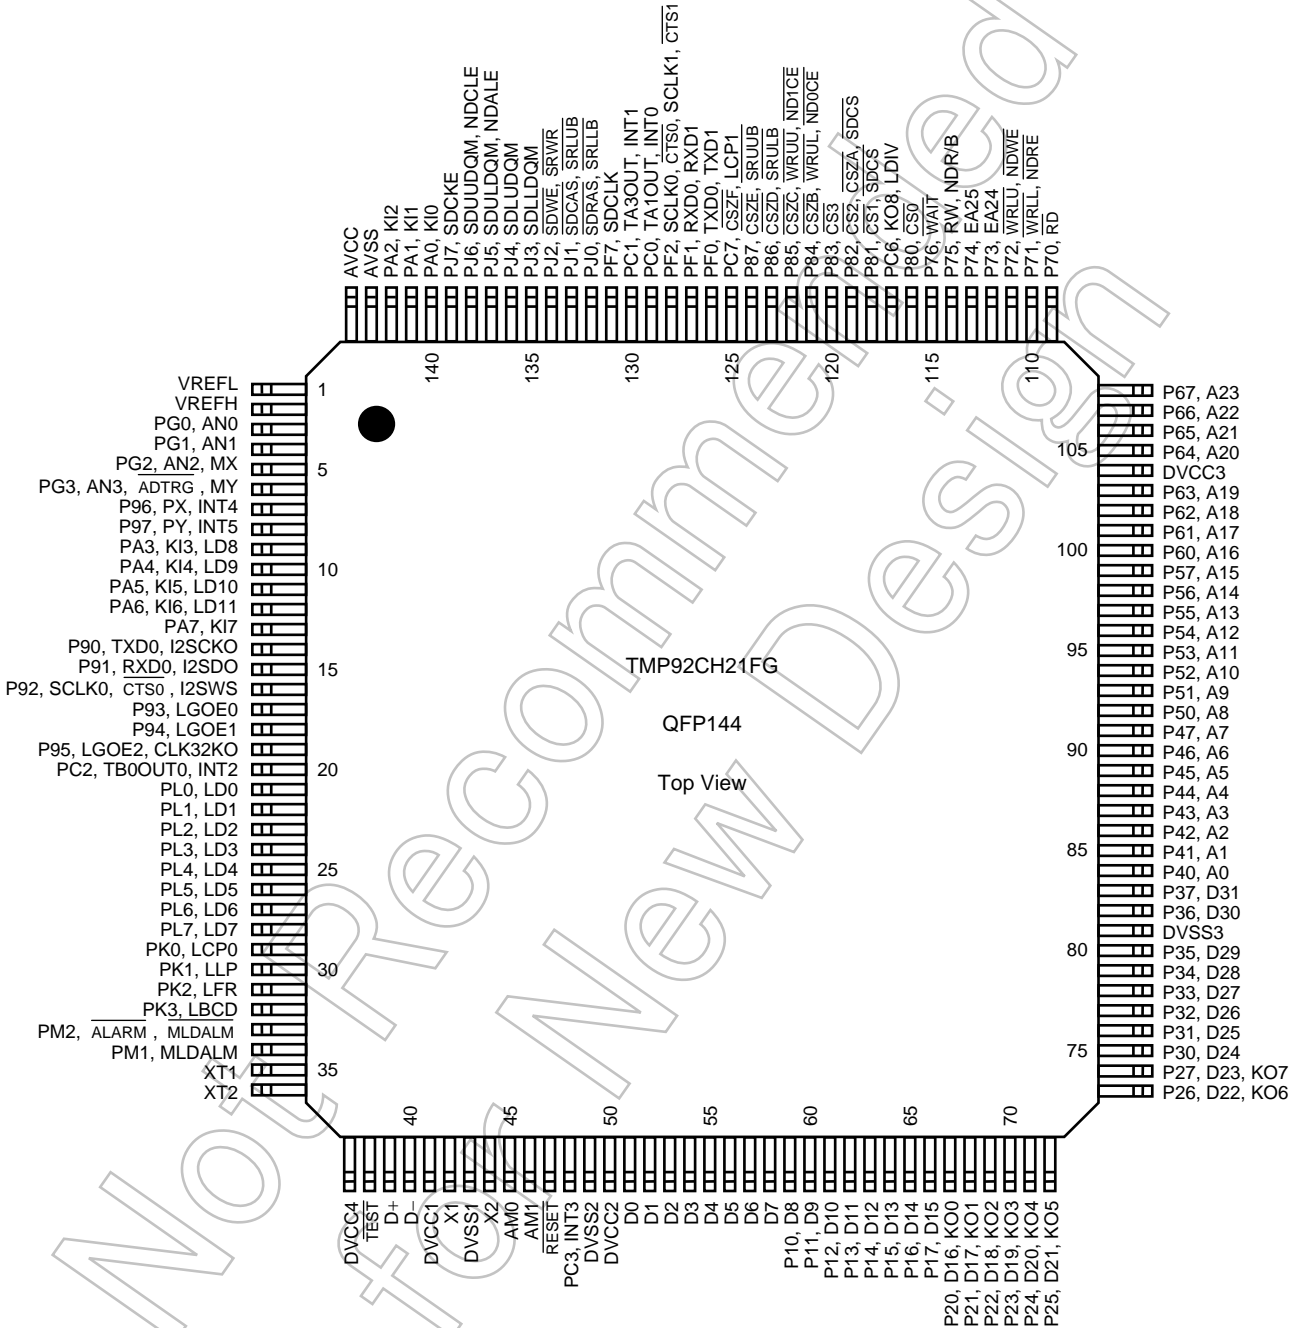 AVCC
AVSS
PA2, KI2
PA1, KI1
PA0, KI0
PJ7, SDCKE
PJ6, SDUUDQM, NDCLE
PJ5, SDULDQM, NDALE
PJ4, SDLUDQM
PJ3, SDLLDQM
PJ2, SDWE, SRWR
PJ1, SDCAS, SRLUB
PJ0, SDRAS, SRLLB
PF7, SDCLK
PC1, TA3OUT, INT1
PC0, TA1OUT, INT0
PF2, SCLK0, CTS0, SCLK1, CTS1
PF1, RXD0, RXD1
PF0, TXD0, TXD1
PC7, CSZF, LCP1
P87, CSZE, SRUUB
P86, CSZD, SRULB
P85, CSZC, WRUU, ND1CE
P84, CSZB, WRUL, ND0CE
P83, CS3
P82, CS2, CSZA, SDCS
P81, CS1, SDCS
PC6, KO8, LDIV
P80, CS0
P76, WAIT
P75, RW, NDR/B
P74, EA25
P73, EA24
P72, WRLU, NDWE
P71, WRLL, NDRE
P70, RD
140
135
130
125
120
115
110
VREFL
VREFH
PG0, AN0
PG1, AN1
PG2, AN2, MX
PG3, AN3, ADTRG , MY
P96, PX, INT4
P97, PY, INT5
PA3, KI3, LD8
PA4, KI4, LD9
PA5, KI5, LD10
PA6, KI6, LD11
PA7, KI7
P90, TXD0, I2SCKO
P91, RXD0, I2SDO
P92, SCLK0, CTS0 , I2SWS
P93, LGOE0
P94, LGOE1
P95, LGOE2, CLK32KO
PC2, TB0OUT0, INT2
PL0, LD0
PL1, LD1
PL2, LD2
PL3, LD3
PL4, LD4
PL5, LD5
PL6, LD6
PL7, LD7
PK0, LCP0
PK1, LLP
PK2, LFR
PK3, LBCD
PM2, ALARM , MLDALM
PM1, MLDALM
XT1
XT2
1
5
10
15
20
25
30
35
TMP92CH21FG
QFP144
Top View
105
100
95
90
85
80
75
P67, A23
P66, A22
P65, A21
P64, A20
DVCC3
P63, A19
P62, A18
P61, A17
P60, A16
P57, A15
P56, A14
P55, A13
P54, A12
P53, A11
P52, A10
P51, A9
P50, A8
P47, A7
P46, A6
P45, A5
P44, A4
P43, A3
P42, A2
P41, A1
P40, A0
P37, D31
P36, D30
DVSS3
P35, D29
P34, D28
P33, D27
P32, D26
P31, D25
P30, D24
P27, D23, KO7
P26, D22, KO6
40
45
50
55
60
65
70
DVCC4
TEST
D+
D−
DVCC1
X1
DVSS1
X2
AM0
AM1
RESET
PC3, INT3
DVSS2
DVCC2
D0
D1
D2
D3
D4
D5
D6
D7
P10, D8
P11, D9
P12, D10
P13, D11
P14, D12
P15, D13
P16, D14
P17, D15
P20, D16, KO0
P21, D17, KO1
P22, D18, KO2
P23, D19, KO3
P24, D20, KO4
P25, D21, KO5
Not Recommended
for New Design